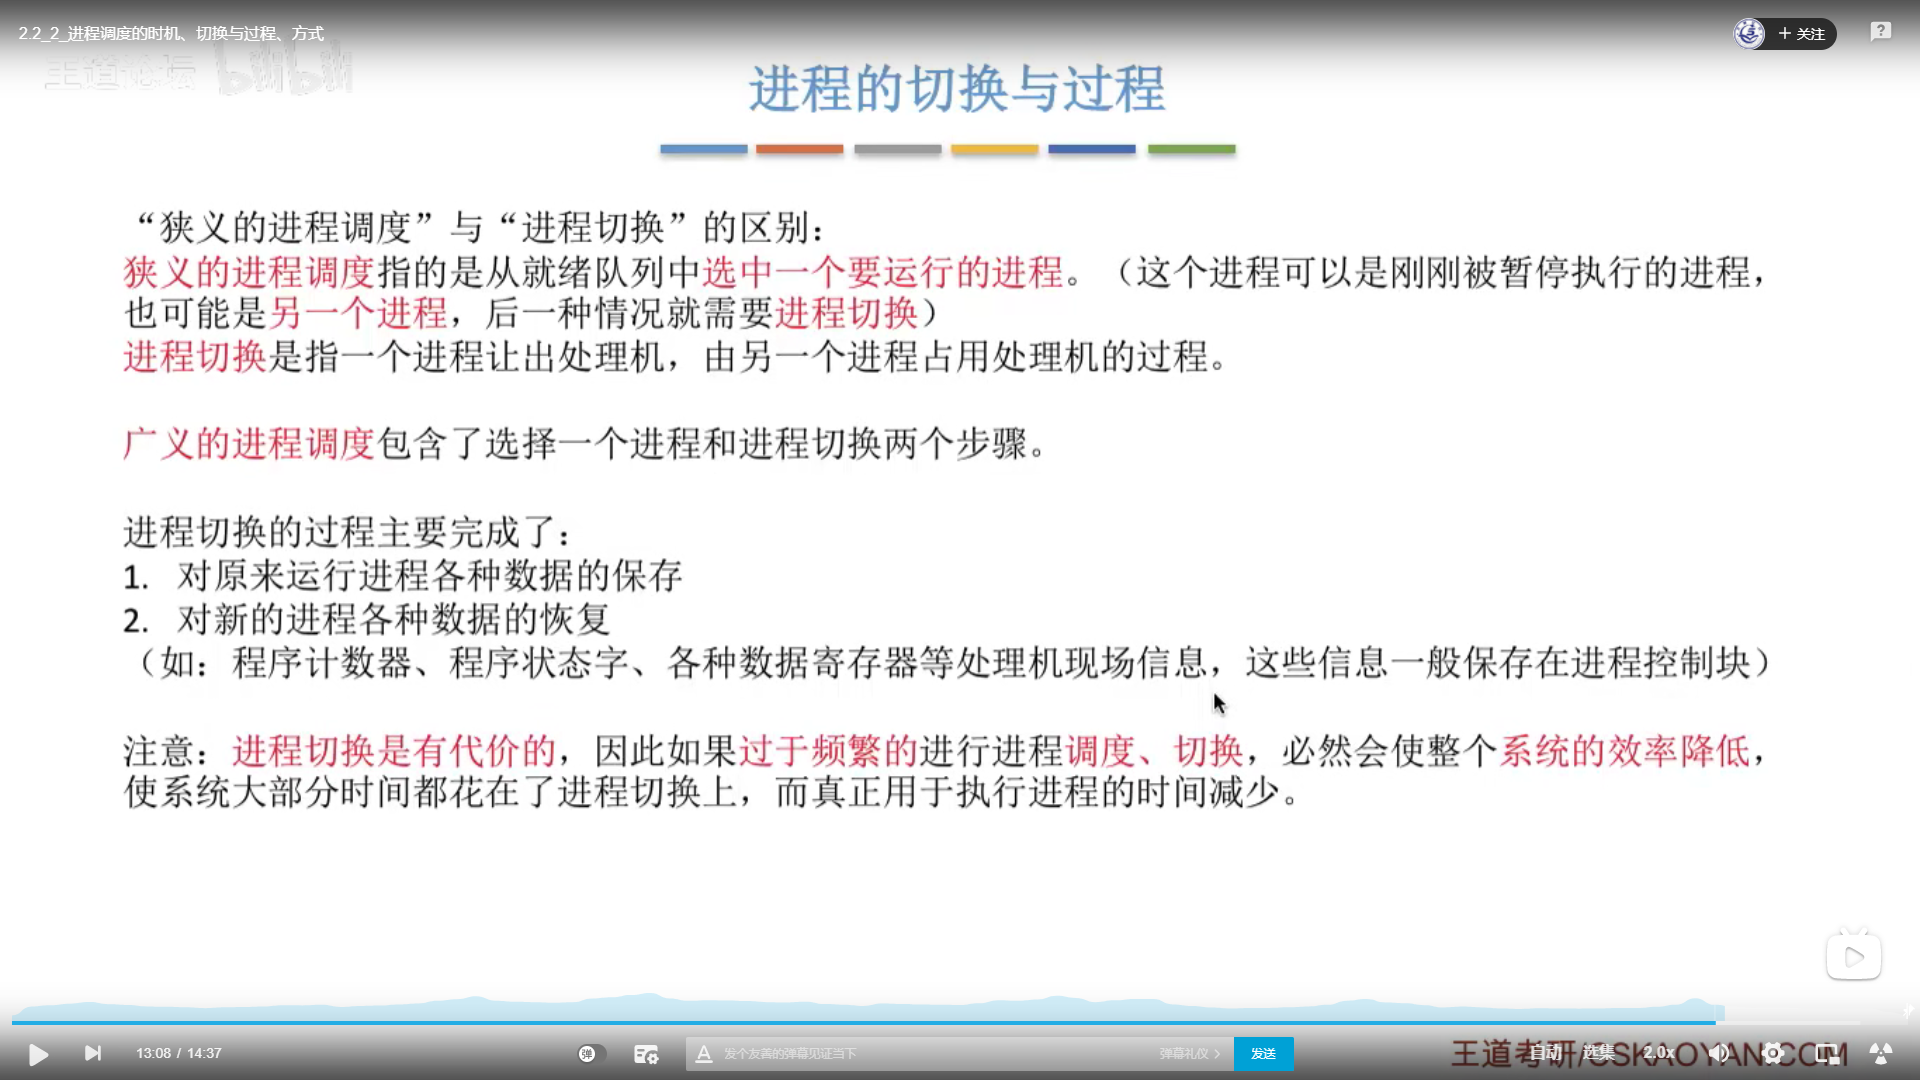 2.2_2_进程调度的时机、切换与过程、方式
+ 关注
王道论坛 bilibili
进程的切换与过程
“狭义的进程调度”与“进程切换”的区别：
狭义的进程调度指的是从就绪队列中选中一个要运行的进程。（这个进程可以是刚刚被暂停执行的进程，
也可能是另一个进程，后一种情况就需要进程切换）
进程切换是指一个进程让出处理机，由另一个进程占用处理机的过程。
广义的进程调度包含了选择一个进程和进程切换两个步骤。
进程切换的过程主要完成了：
1. 对原来运行进程各种数据的保存
2. 对新的进程各种数据的恢复
（如：程序计数器、程序状态字、各种数据寄存器等处理机现场信息，这些信息一般保存在进程控制块）
注意：进程切换是有代价的，因此如果过于频繁的进行进程调度、切换，必然会使整个系统的效率降低，
使系统大部分时间都花在了进程切换上，而真正用于执行进程的时间减少。
13:08 / 14:37
弹
A 发个友善的弹幕见证当下
弹幕礼仪 >
发送
王道考研/CSKAOYAN.COM
自动 选集 2.0x